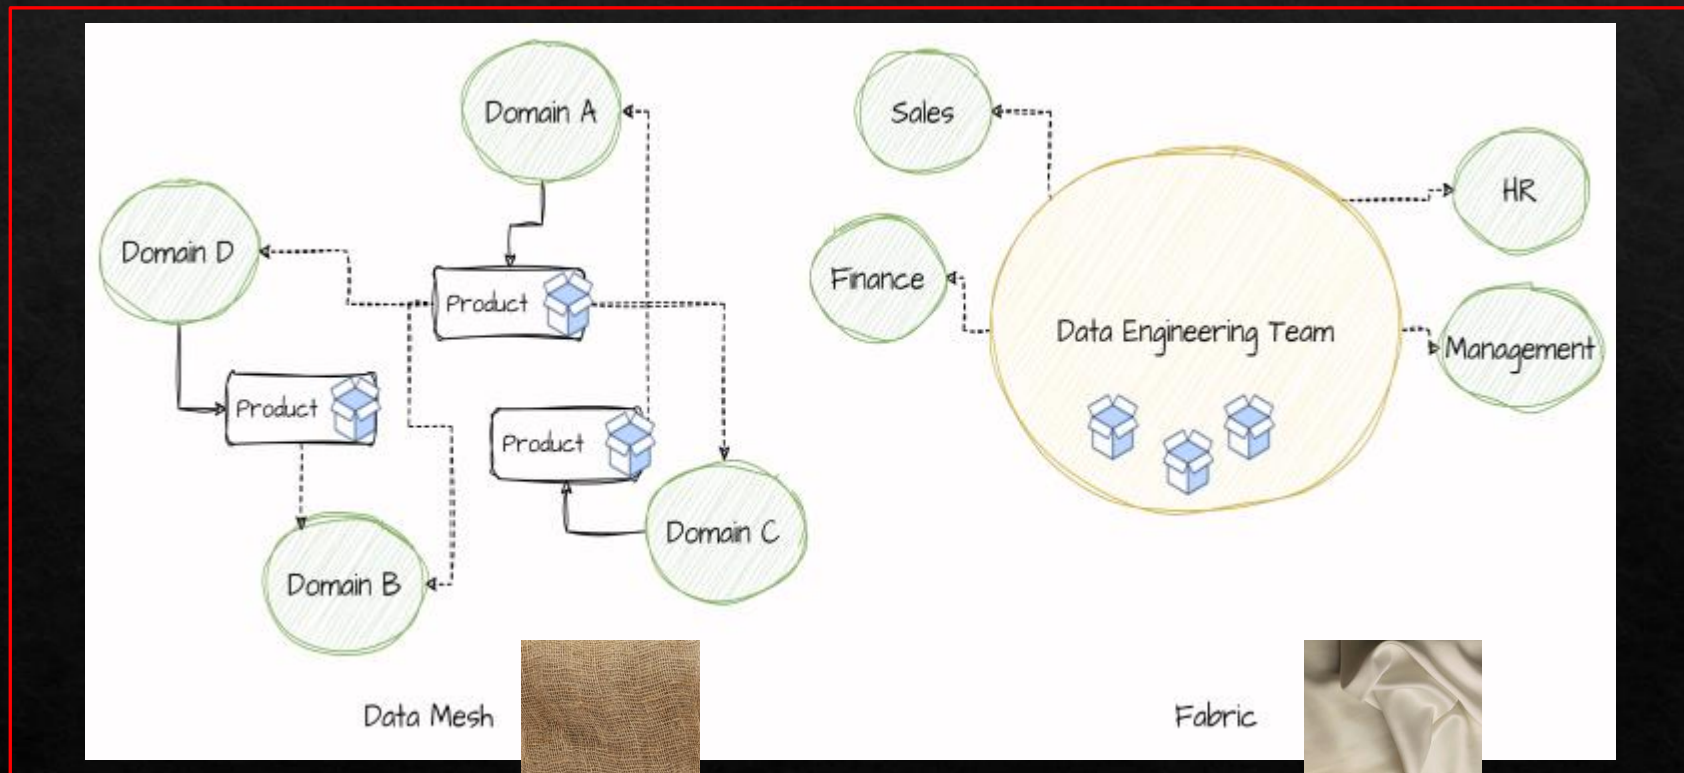 Domain A
Domain D
Product
Product
Product
Domain C
Domain B
Data Mesh
Sales
HR
Finance
Data Engineering Team
Management
Fabric